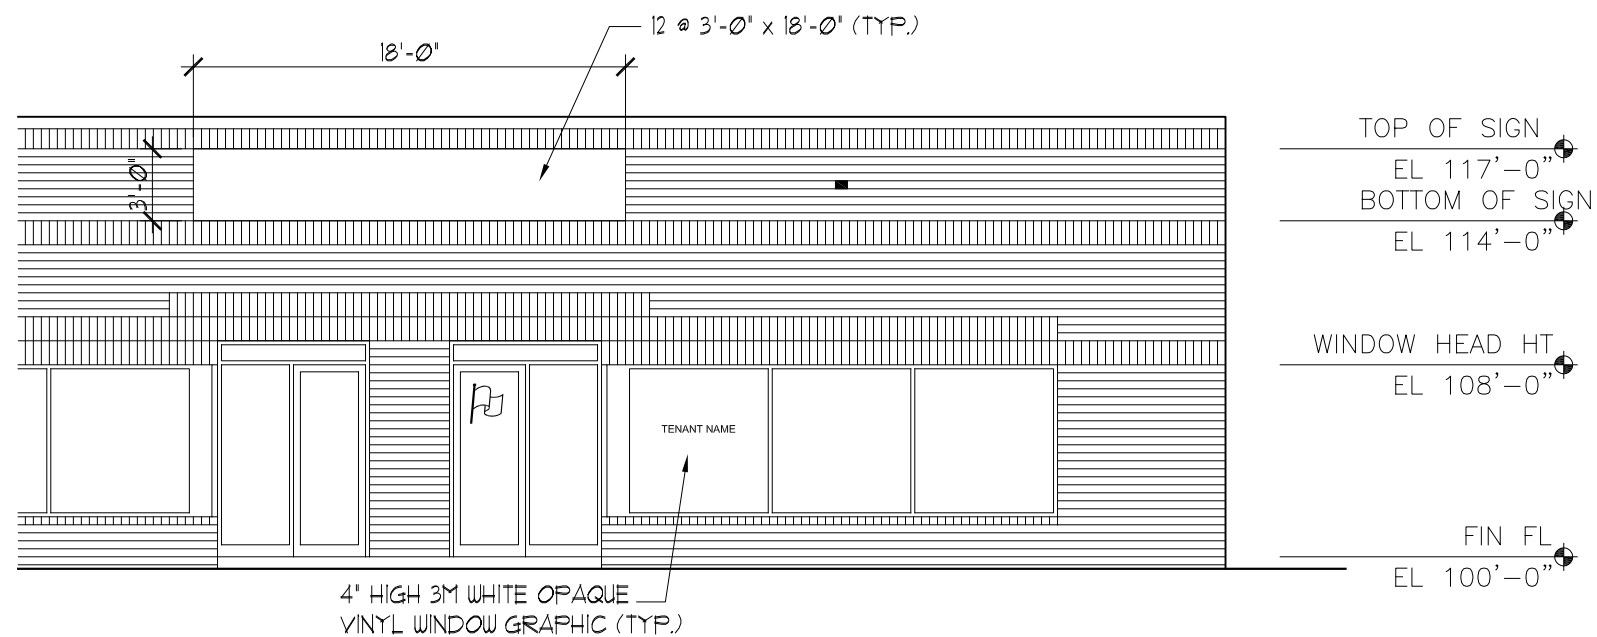 12 @ 3'-0" x 18'-0" (TYP.)
18'-0"
3'-0"
TOP OF SIGN
EL 117'-0"
BOTTOM OF SIGN
EL 114'-0"
WINDOW HEAD HT
EL 108'-0"
TENANT NAME
FIN FL
EL 100'-0"
4" HIGH 3M WHITE OPAQUE
VINYL WINDOW GRAPHIC (TYP.)